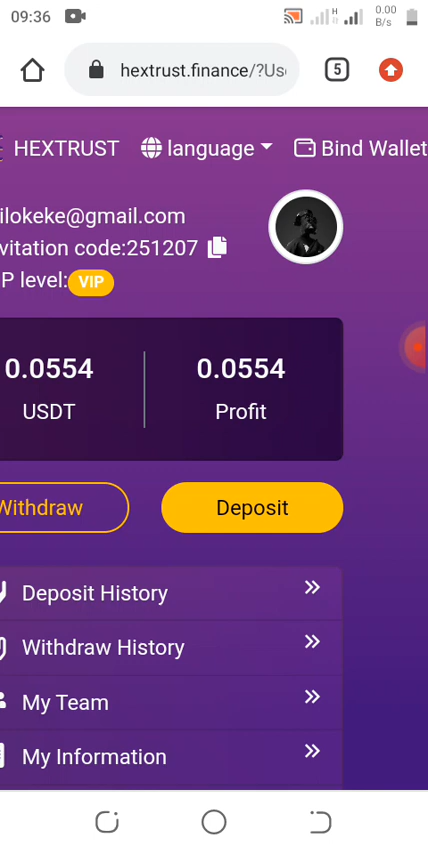 09:36
H
0.00
B/s
hextrust.finance/?Us
5
HEXTRUST language Bind Wallet
ilokeke@gmail.com
vitation code:251207
P level: VIP
0.0554 0.0554
USDT Profit
Withdraw Deposit
Deposit History
Withdraw History
My Team
My Information